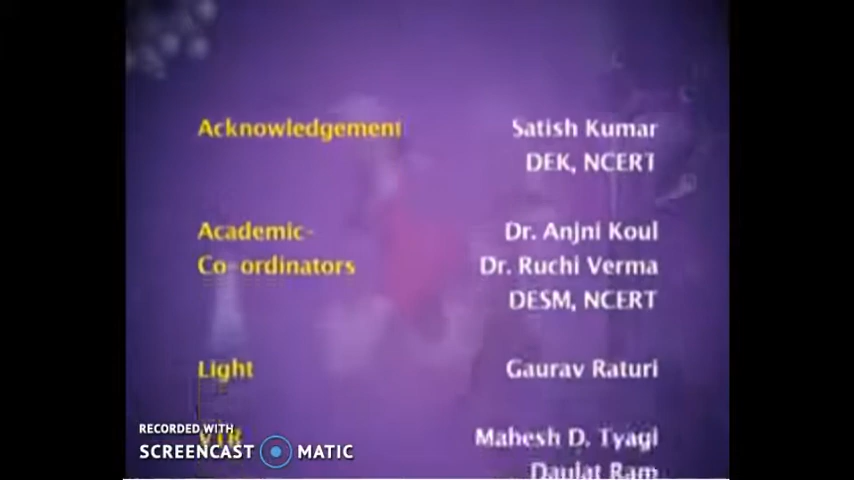 Acknowledgement Satish Kumar
DEK, NCERT
Academic- Dr. Anjni Koul
Co-ordinators Dr. Ruchi Verma
DESM, NCERT
Light Gaurav Raturi
VTR Mahesh D. Tyagi
Daulat Ram
RECORDED WITH
SCREENCAST MATIC